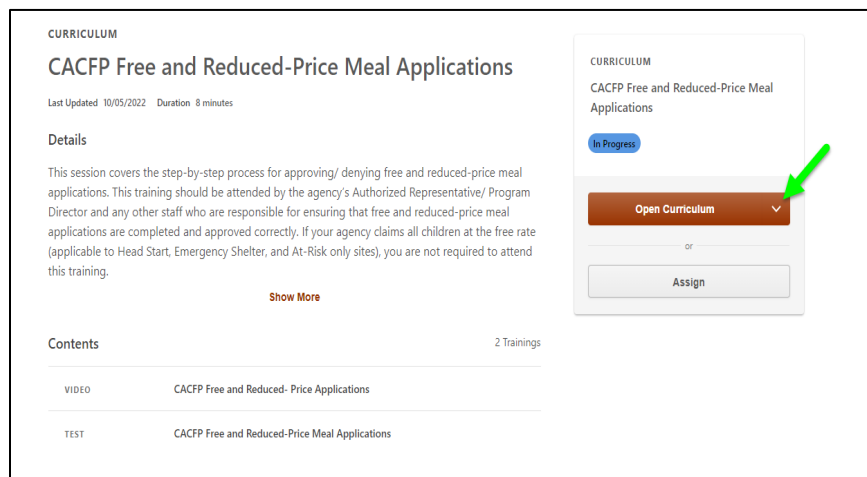 CURRICULUM
CACFP Free and Reduced-Price Meal Applications
Last Updated 10/05/2022 Duration 8 minutes
Details
This session covers the step-by-step process for approving/ denying free and reduced-price meal
applications. This training should be attended by the agency's Authorized Representative/ Program
Director and any other staff who are responsible for ensuring that free and reduced-price meal
applications are completed and approved correctly. If your agency claims all children at the free rate
(applicable to Head Start, Emergency Shelter, and At-Risk only sites), you are not required to attend
this training.
Show More
Contents 2 Trainings
VIDEO CACFP Free and Reduced- Price Applications
TEST CACFP Free and Reduced-Price Meal Applications
CURRICULUM
CACFP Free and Reduced-Price Meal
Applications
In Progress
Open Curriculum
or
Assign